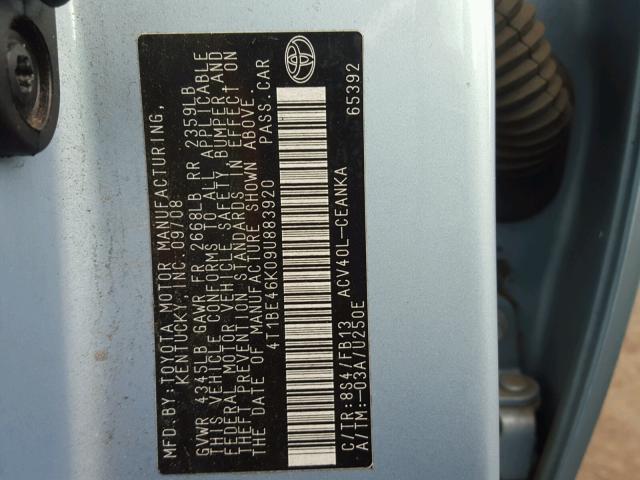 MFD.BY:TOYOTA MOTOR MANUFACTURING,
KENTUCKY, INC. 09/08
GVWR 4345LB GAWR FR 2668LB RR 2359LB
THIS VEHICLE CONFORMS TO ALL APPLICABLE
FEDERAL MOTOR VEHICLE SAFETY, BUMPER, AND
THEFT PREVENTION STANDARDS IN EFFECT ON
THE DATE OF MANUFACTURE SHOWN ABOVE.
4T1BE46K09U883920 PASS.CAR
C/TR:8S4/FB13 ACV40L-CEANKA
A/TM:-03A/U250E 65392